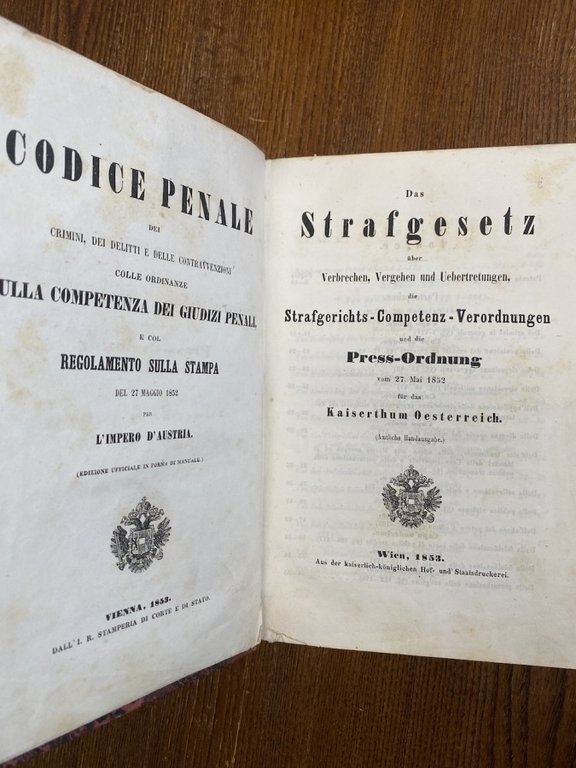 CODICE PENALE
DEI
CRIMINI, DEI DELITTI E DELLE CONTRAVVENZIONI
COLLE ORDINANZE
SULLA COMPETENZA DEI GIUDIZI PENALI,
E COL
REGOLAMENTO SULLA STAMPA
DEL 27 MAGGIO 1852
PER
L'IMPERO D'AUSTRIA.
(EDIZIONE UFFICIALE IN FORMA DI MANUALE.)
VIENNA, 1853.
DALL' I. R. STAMPERIA DI CORTE E DI STATO.
Das
Strafgesetz
über
Verbrechen, Vergehen und Uebertretungen,
die
Strafgerichts-Competenz-Verordnungen
und die
Press-Ordnung
vom 27. Mai 1852
für das
Kaiserthum Oesterreich.
(Amtliche Handausgabe.)
Wien, 1853.
Aus der kaiserlich-königlichen Hof- und Staatsdruckerei.